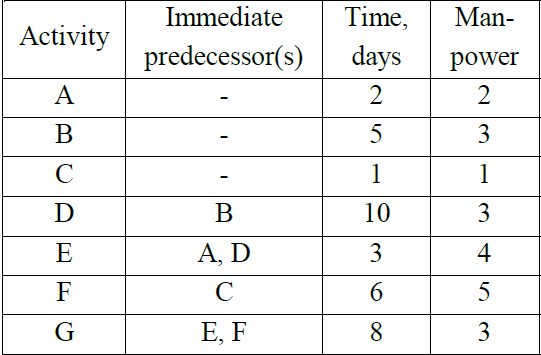 Activity Immediate predecessor(s) Time, days Man-power
A - 2 2
B - 5 3
C - 1 1
D B 10 3
E A, D 3 4
F C 6 5
G E, F 8 3